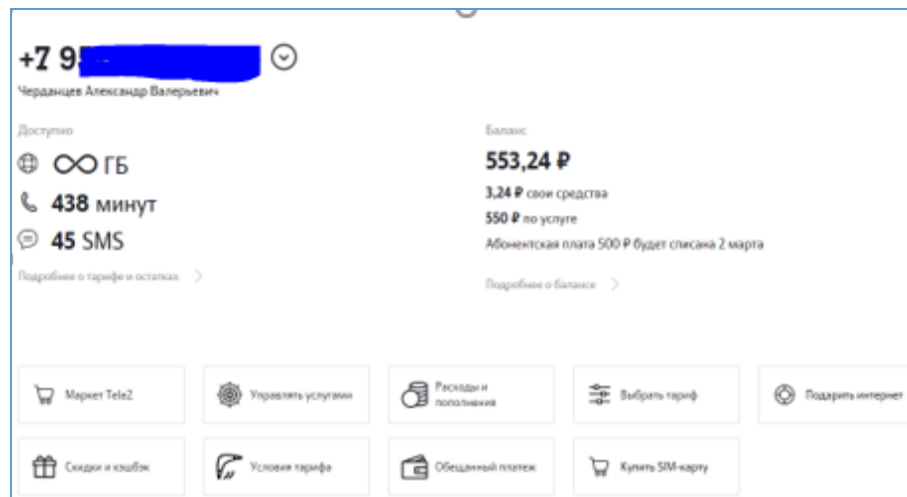 +7 9
Черданцев Александр Валерьевич
Доступно
∞ ГБ
438 минут
45 SMS
Подробнее о тарифе и остатках
Баланс
553,24 ₽
3,24 ₽ свои средства
550 ₽ по услуге
Абонентская плата 500 ₽ будет списана 2 марта
Подробнее о балансе
Маркет Tele2
Управлять услугами
Расходы и
пополнения
Выбрать тариф
Подарить интернет
Скидки и кэшбэк
Условия тарифа
Обещанный платеж
Купить SIM-карту